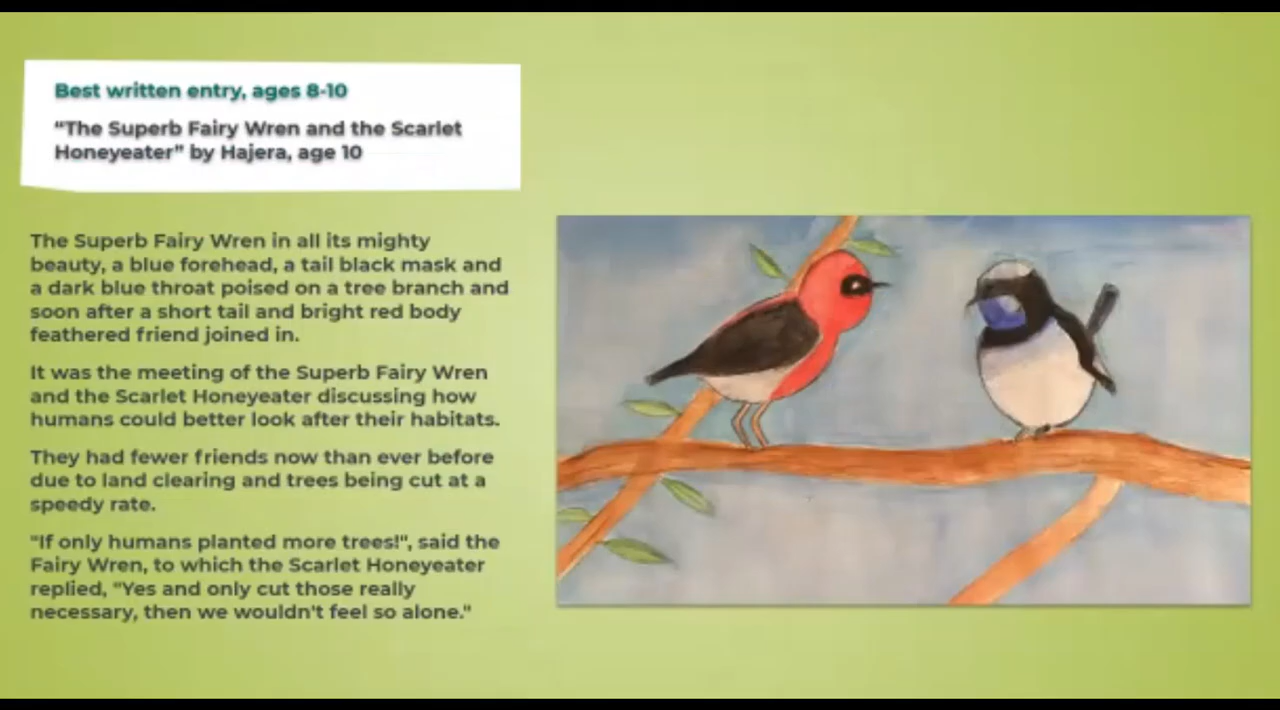 Best written entry, ages 8-10
“The Superb Fairy Wren and the Scarlet
Honeyeater” by Hajera, age 10
The Superb Fairy Wren in all its mighty
beauty, a blue forehead, a tail black mask and
a dark blue throat poised on a tree branch and
soon after a short tail and bright red body
feathered friend joined in.
It was the meeting of the Superb Fairy Wren
and the Scarlet Honeyeater discussing how
humans could better look after their habitats.
They had fewer friends now than ever before
due to land clearing and trees being cut at a
speedy rate.
"If only humans planted more trees!", said the
Fairy Wren, to which the Scarlet Honeyeater
replied, "Yes and only cut those really
necessary, then we wouldn't feel so alone."